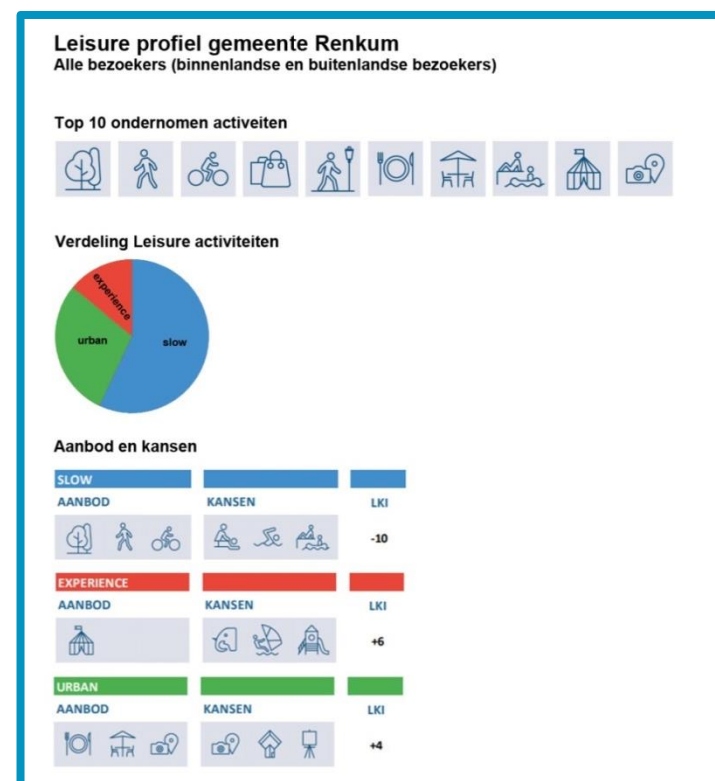 Leisure profiel gemeente Renkum
Alle bezoekers (binnenlandse en buitenlandse bezoekers)
Top 10 ondernomen activeiten
Verdeling Leisure activiteiten
experience
urban
slow
Aanbod en kansen
SLOW
AANBOD KANSEN LKI
-10
EXPERIENCE
AANBOD KANSEN LKI
+6
URBAN
AANBOD KANSEN LKI
+4